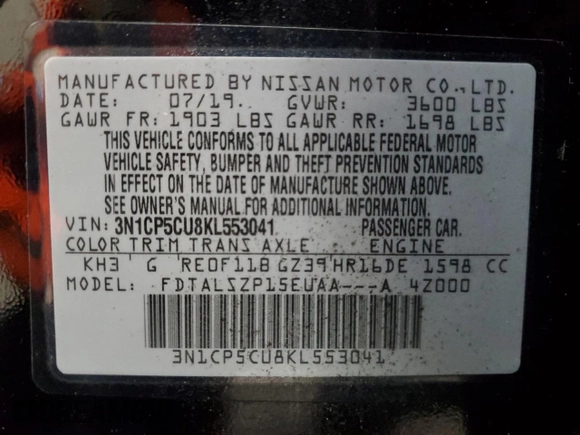 MANUFACTURED BY NISSAN MOTOR CO., LTD.
DATE: 07/19.. GVWR: 3600 LBS
GAWR FR: 1903 LBS GAWR RR: 1698 LBS
THIS VEHICLE CONFORMS TO ALL APPLICABLE FEDERAL MOTOR
VEHICLE SAFETY, BUMPER AND THEFT PREVENTION STANDARDS
IN EFFECT ON THE DATE OF MANUFACTURE SHOWN ABOVE.
SEE OWNER'S MANUAL FOR ADDITIONAL INFORMATION.
VIN: 3N1CP5CU8KL553041 PASSENGER CAR.
COLOR TRIM TRANS AXLE ENGINE
KH3 G RE0F11B GZ39 HR16DE 1598 CC
MODEL: FDTALSZP15EUAA---A 4Z000
3N1CP5CU8KL553041